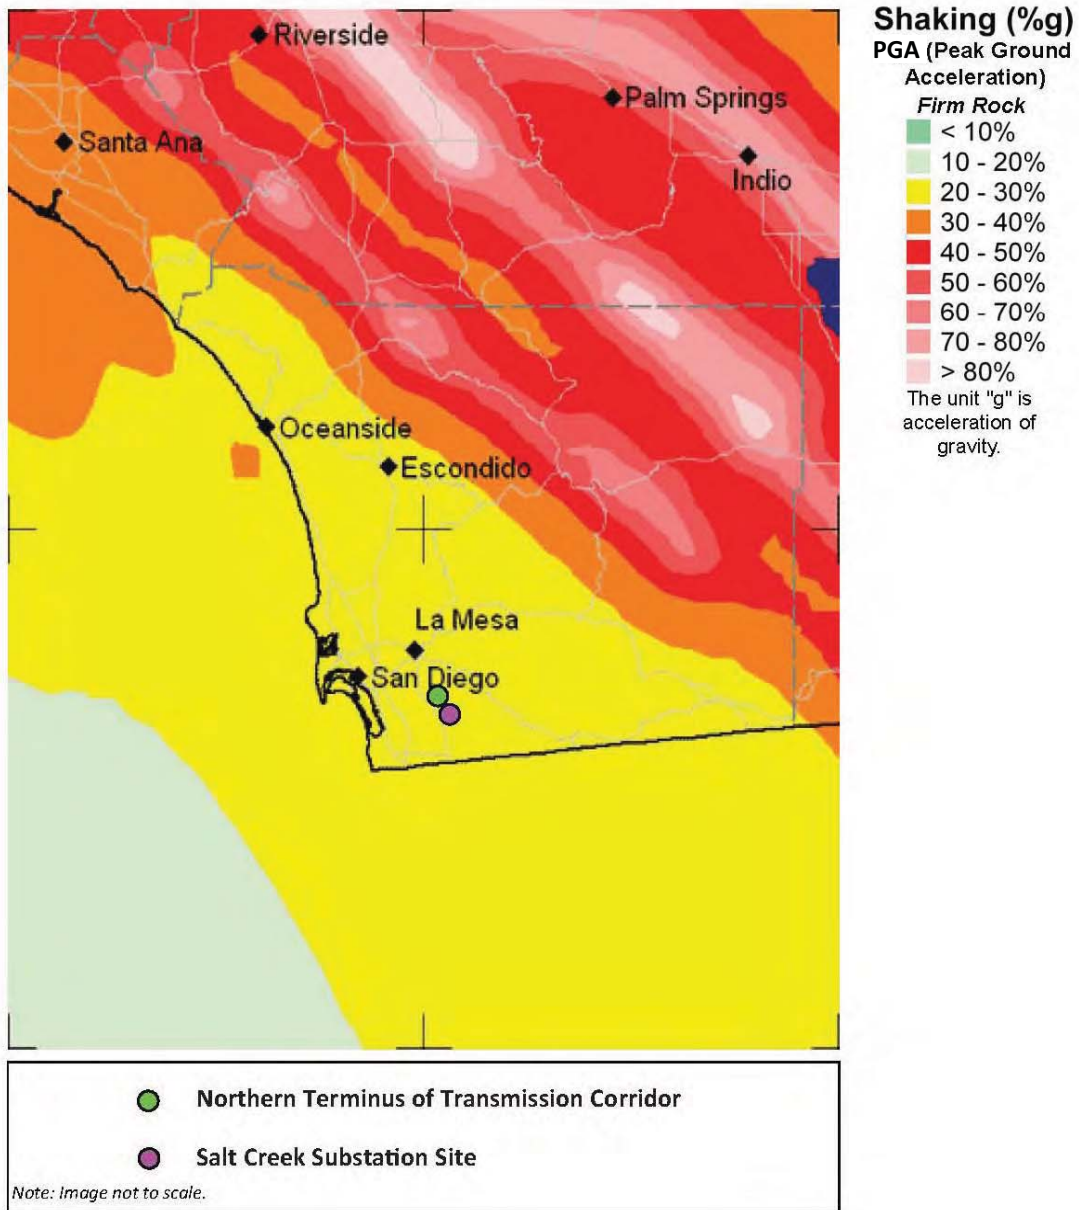 Shaking (%g)
PGA (Peak Ground
Acceleration)
Firm Rock
< 10%
10 - 20%
20 - 30%
30 - 40%
40 - 50%
50 - 60%
60 - 70%
70 - 80%
> 80%
The unit "g" is
acceleration of
gravity.
Riverside
Palm Springs
Santa Ana
Indio
Oceanside
Escondido
La Mesa
San Diego
Northern Terminus of Transmission Corridor
Salt Creek Substation Site
Note: Image not to scale.